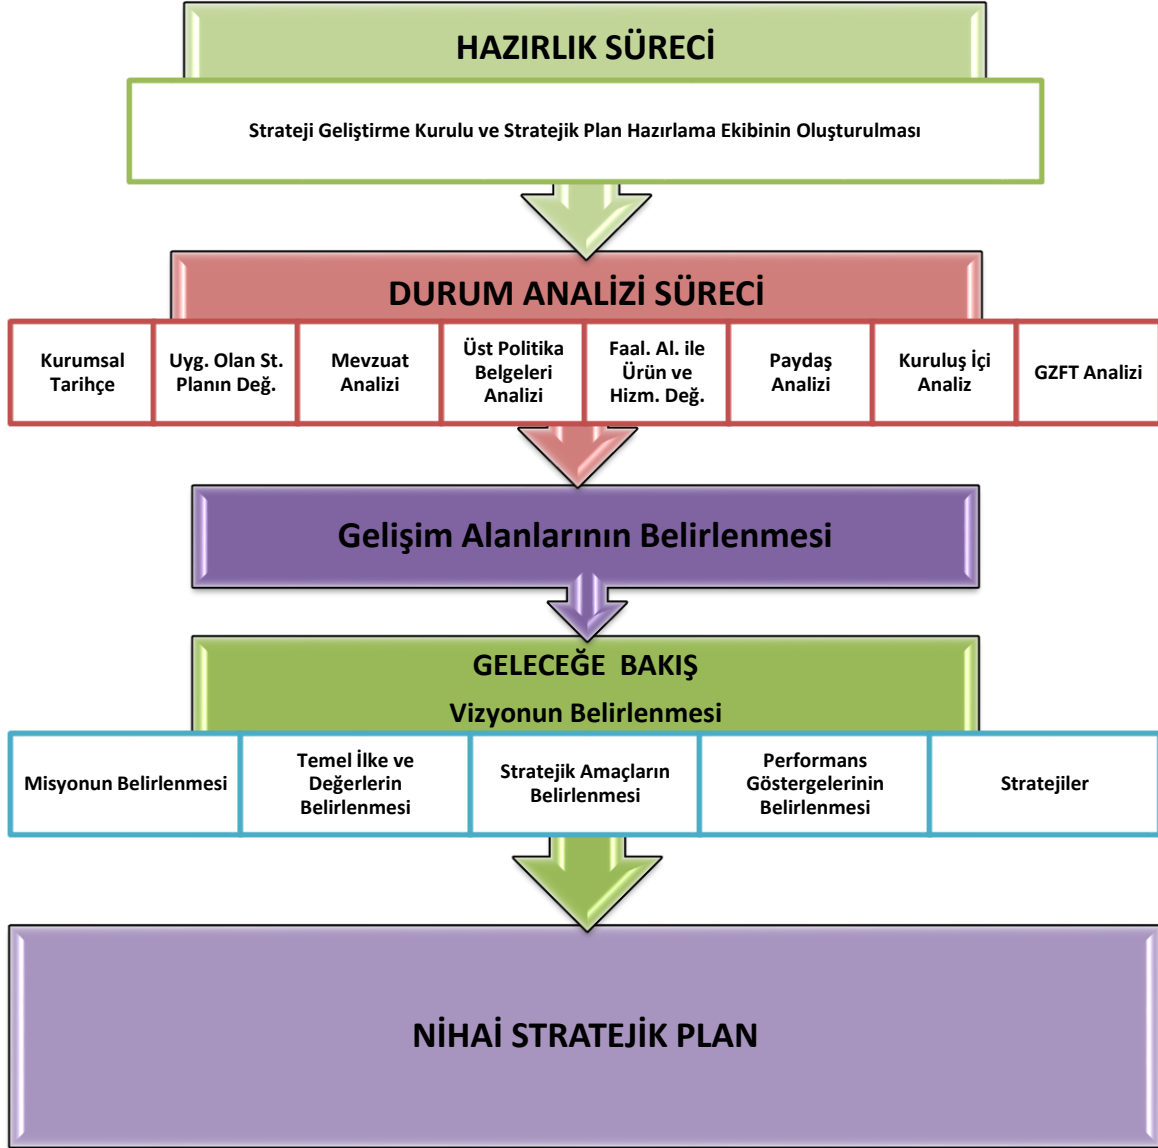 HAZIRLIK SÜRECİ
Strateji Geliştirme Kurulu ve Stratejik Plan Hazırlama Ekibinin Oluşturulması
DURUM ANALİZİ SÜRECİ
Kurumsal
Tarihçe
Uyg. Olan St.
Planın Değ.
Mevzuat
Analizi
Üst Politika
Belgeleri
Analizi
Faal. Al. ile
Ürün ve
Hizm. Değ.
Paydaş
Analizi
Kuruluş İçi
Analiz
GZFT Analizi
Gelişim Alanlarının Belirlenmesi
GELECEĞE BAKIŞ
Vizyonun Belirlenmesi
Misyonun Belirlenmesi
Temel İlke ve
Değerlerin
Belirlenmesi
Stratejik Amaçların
Belirlenmesi
Performans
Göstergelerinin
Belirlenmesi
Stratejiler
NİHAİ STRATEJİK PLAN